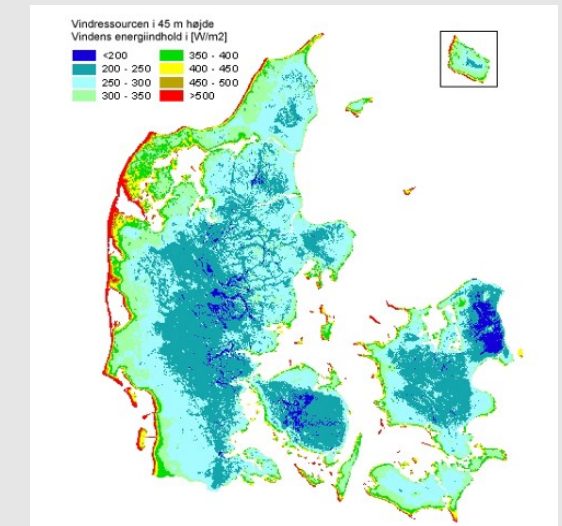 Vindressourcen i 45 m højde
Vindens energiindhold i [W/m2]
<200
200 - 250
250 - 300
300 - 350
350 - 400
400 - 450
450 - 500
>500